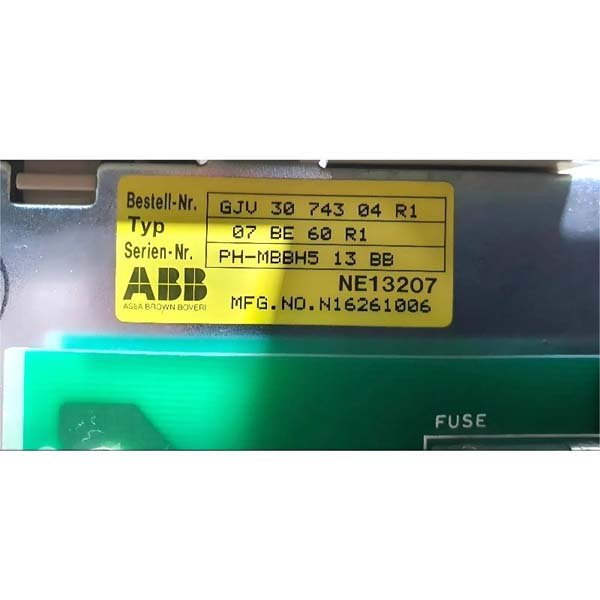 Bestell-Nr. GJV 30 743 04 R1
Typ 07 BE 60 R1
Serien-Nr. PH-MBBH5 13 BB
ABB NE13207
ASEA BROWN BOVERI MFG.NO.N16261006
FUSE